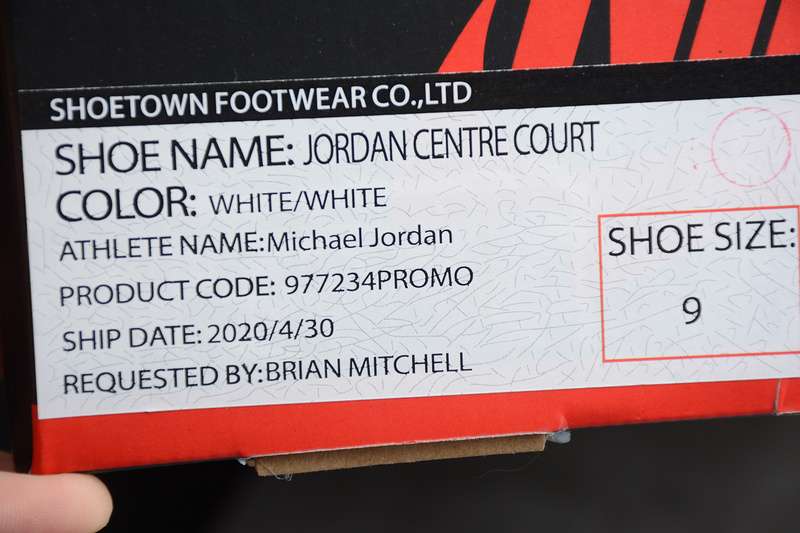 SHOETOWN FOOTWEAR CO.,LTD
SHOE NAME: JORDAN CENTRE COURT
COLOR: WHITE/WHITE
ATHLETE NAME:Michael Jordan
PRODUCT CODE: 977234PROMO
SHIP DATE: 2020/4/30
REQUESTED BY:BRIAN MITCHELL
SHOE SIZE:
9